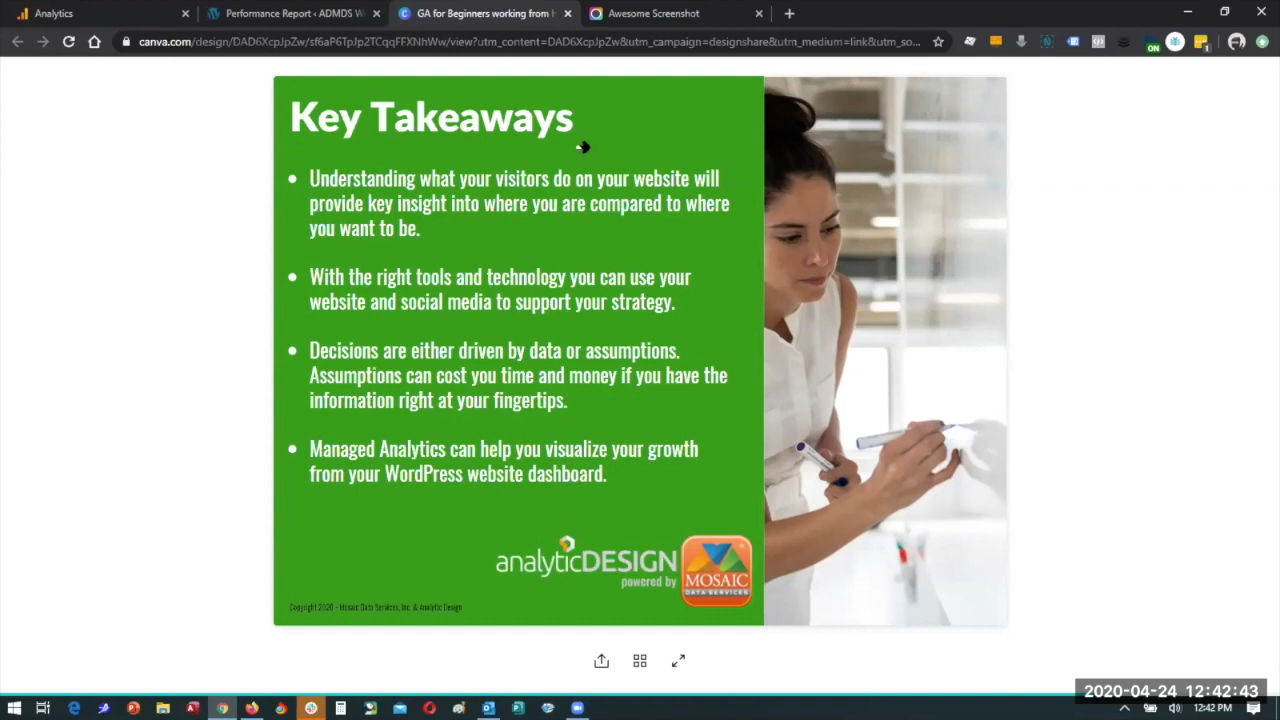 Analytics
Performance Report ‹ ADMDS W
GA for Beginners working from H
Awesome Screenshot
canva.com/design/DAD6XcpJpZw/sf6aP6TpJp2TCqqFFXNhWw/view?utm_content=DAD6XcpJpZw&utm_campaign=designshare&utm_medium=link&utm_so...
ON
1
Key Takeaways
• Understanding what your visitors do on your website will
provide key insight into where you are compared to where
you want to be.
• With the right tools and technology you can use your
website and social media to support your strategy.
• Decisions are either driven by data or assumptions.
Assumptions can cost you time and money if you have the
information right at your fingertips.
• Managed Analytics can help you visualize your growth
from your WordPress website dashboard.
analyticDESIGN
powered by
MOSAIC
DATA SERVICES
Copyright 2020 - Mosaic Data Services, Inc. & Analytic Design
2020-04-24 12:42:43
12:42 PM